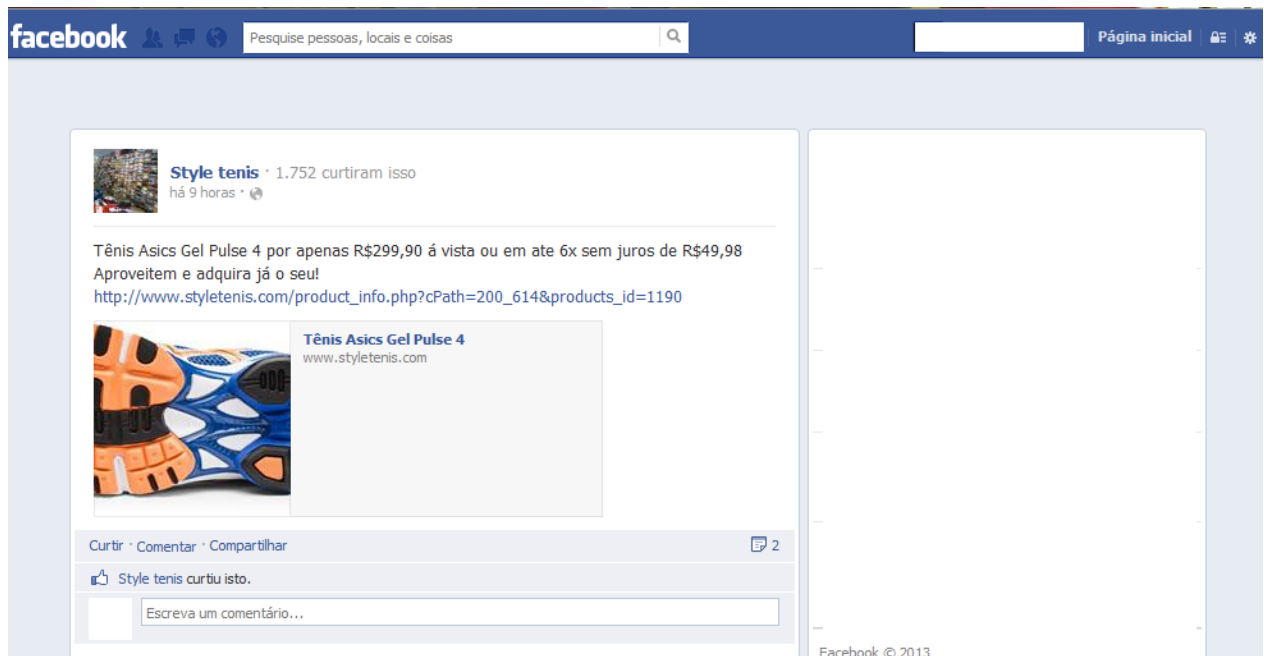 facebook
Pesquise pessoas, locais e coisas
Página inicial
Style tenis · 1.752 curtiram isso
há 9 horas ·
Tênis Asics Gel Pulse 4 por apenas R$299,90 á vista ou em ate 6x sem juros de R$49,98
Aproveitem e adquira já o seu!
http://www.styletenis.com/product_info.php?cPath=200_614&products_id=1190
Tênis Asics Gel Pulse 4
www.styletenis.com
Curtir · Comentar · Compartilhar
2
Style tenis curtiu isto.
Escreva um comentário...
Facebook © 2013